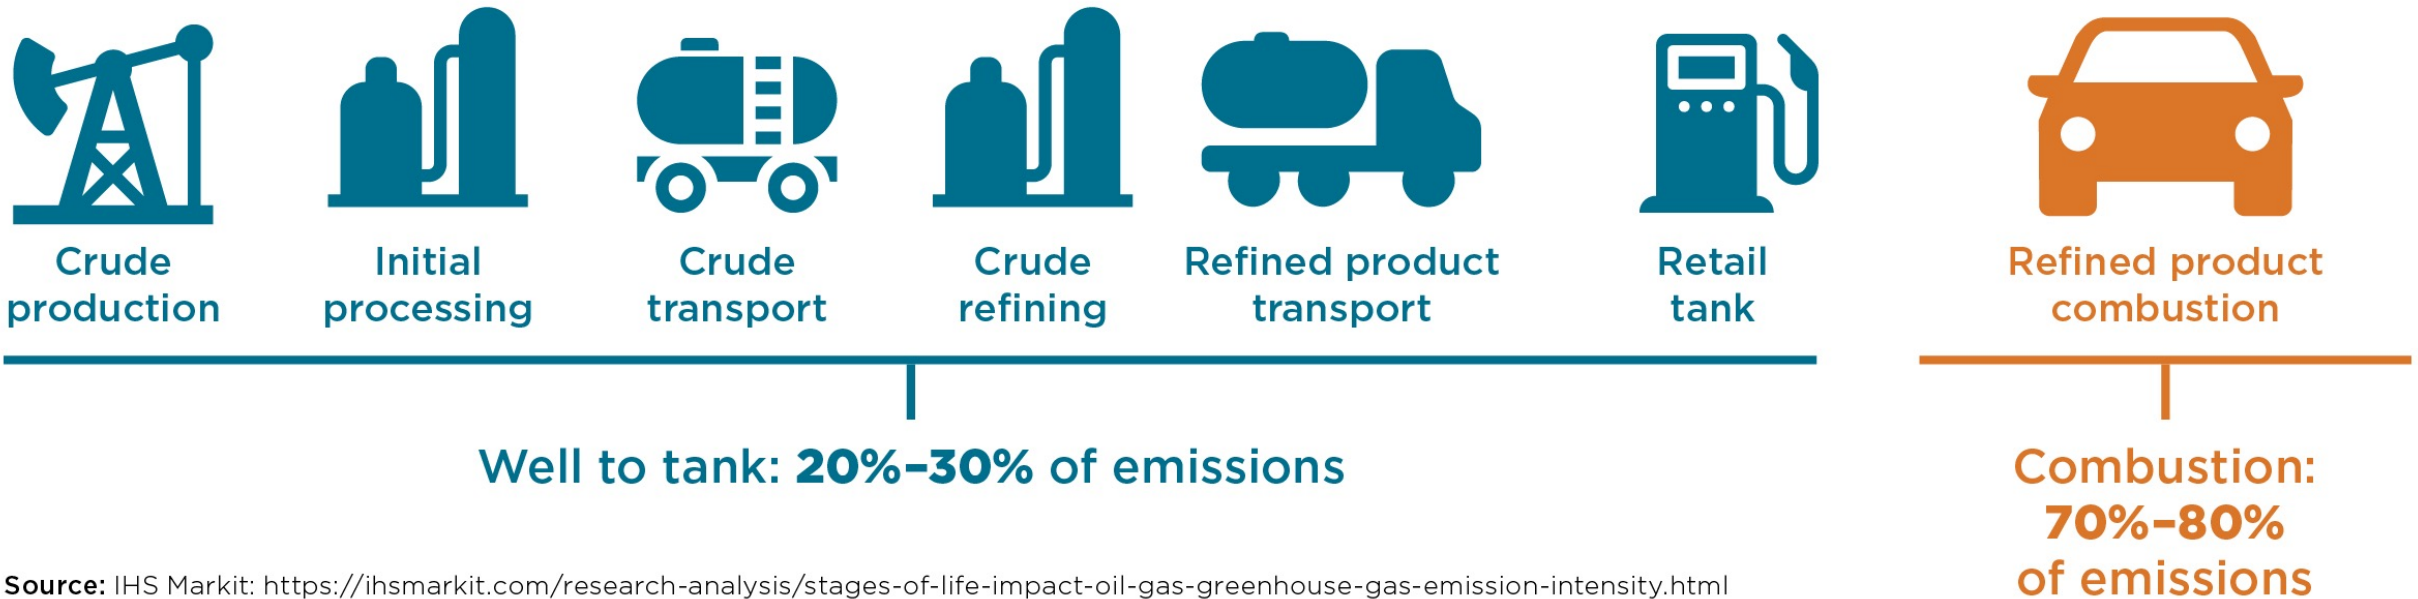 Crude
production
Initial
processing
Crude
transport
Crude
refining
Refined product
transport
Retail
tank
Refined product
combustion
Well to tank: 20%–30% of emissions
Combustion:
70%–80%
of emissions
Source: IHS Markit: https://ihsmarkit.com/research-analysis/stages-of-life-impact-oil-gas-greenhouse-gas-emission-intensity.html